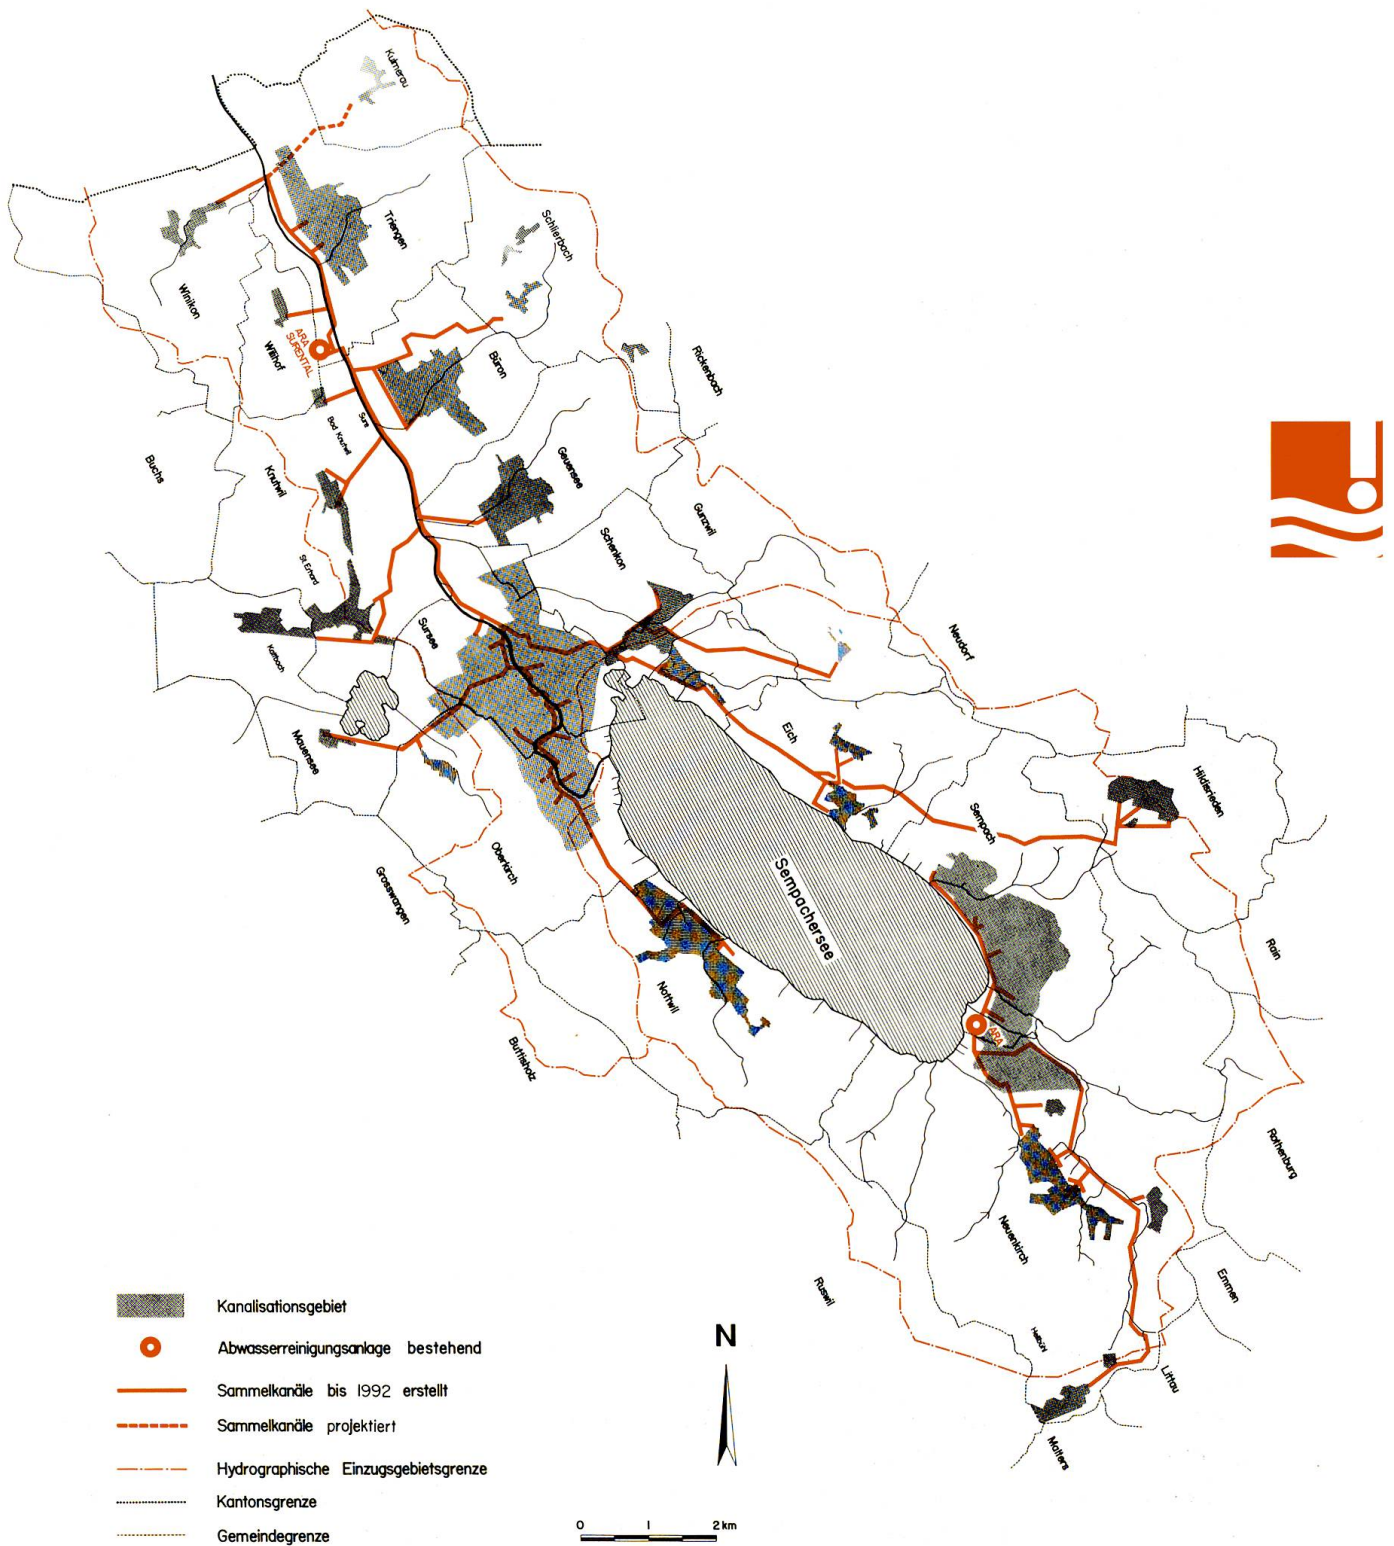 Kulmerau
Triengen
Schlierbach
Winikon
ARA
SURENTAL
Wilihof
Büron
Rickenbach
Sure
Bad Knutwil
Buchs
Knutwil
Geuensee
Gunzwil
Schenkon
St. Erhard
Sursee
Kaltbach
Neudorf
Mauensee
Eich
Hildisrieden
Sempach
Oberkirch
Grosswangen
Sempachersee
Rain
Nottwil
ARA
Buttisholz
Rothenburg
Neuenkirch
Ruswil
Emmen
Hellbühl
Littau
Malters
Kanalisationsgebiet
Abwasserreinigungsanlage bestehend
Sammelkanäle bis 1992 erstellt
Sammelkanäle projektiert
Hydrographische Einzugsgebietsgrenze
Kantonsgrenze
Gemeindegrenze
N
0 1 2 km